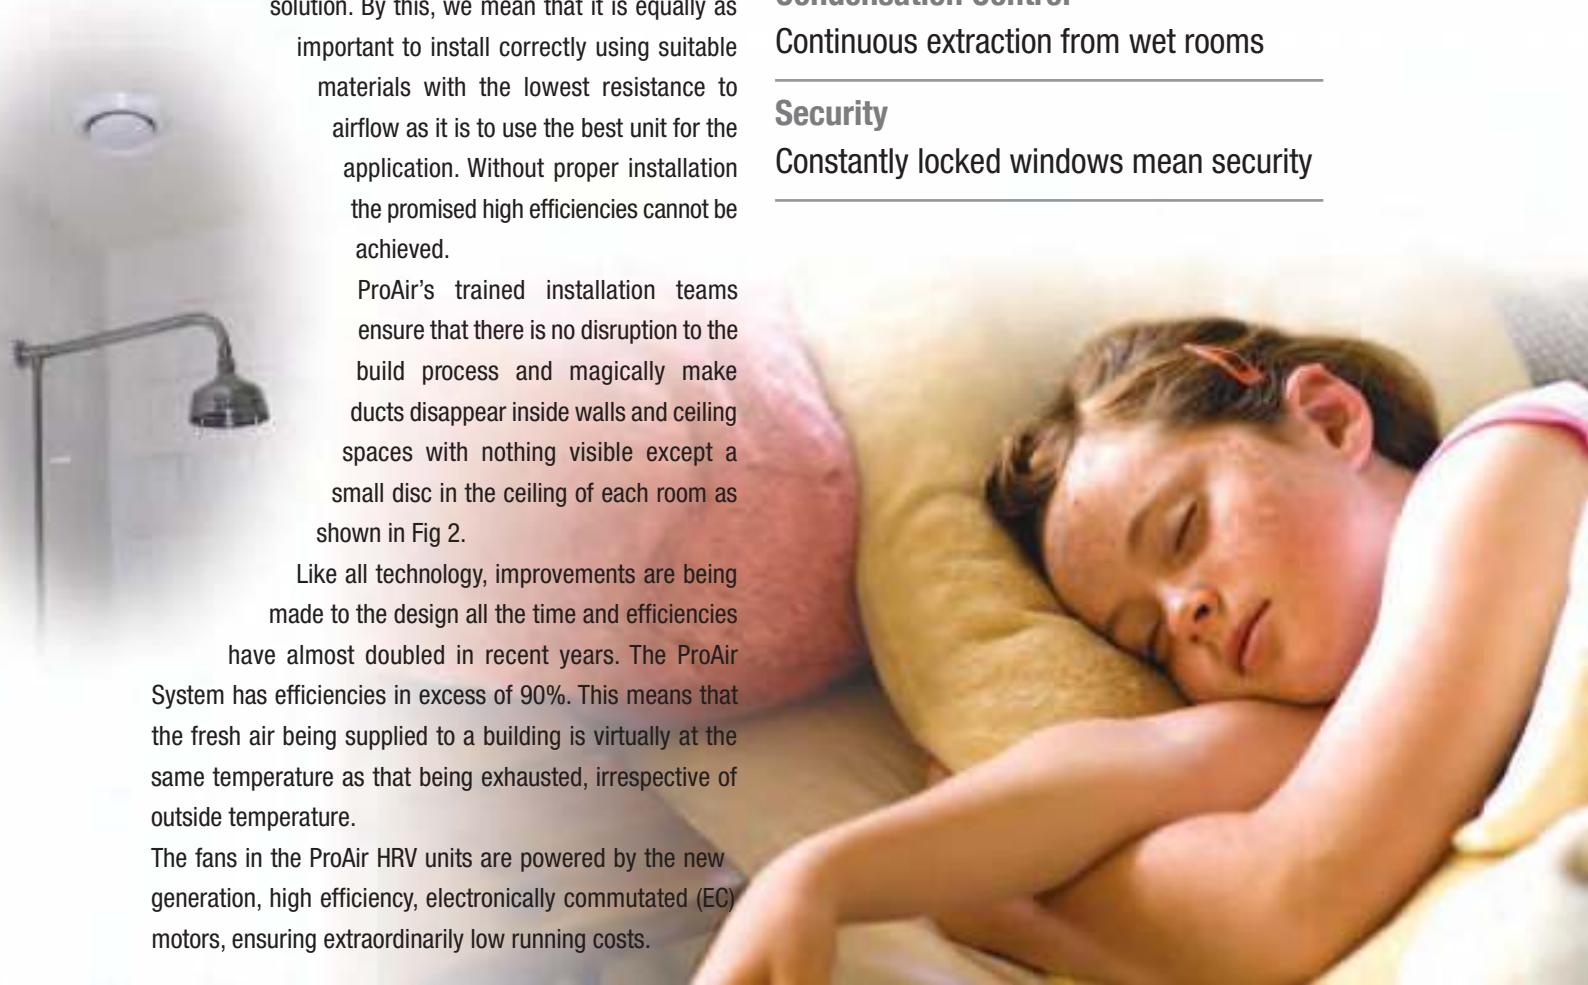 solution. By this, we mean that it is equally as
important to install correctly using suitable
materials with the lowest resistance to
airflow as it is to use the best unit for the
application. Without proper installation
the promised high efficiencies cannot be
achieved.
ProAir’s trained installation teams
ensure that there is no disruption to the
build process and magically make
ducts disappear inside walls and ceiling
spaces with nothing visible except a
small disc in the ceiling of each room as
shown in Fig 2.
Like all technology, improvements are being
made to the design all the time and efficiencies
have almost doubled in recent years. The ProAir
System has efficiencies in excess of 90%. This means that
the fresh air being supplied to a building is virtually at the
same temperature as that being exhausted, irrespective of
outside temperature.
The fans in the ProAir HRV units are powered by the new
generation, high efficiency, electronically commutated (EC)
motors, ensuring extraordinarily low running costs.
Condensation Control
Continuous extraction from wet rooms
Security
Constantly locked windows mean security